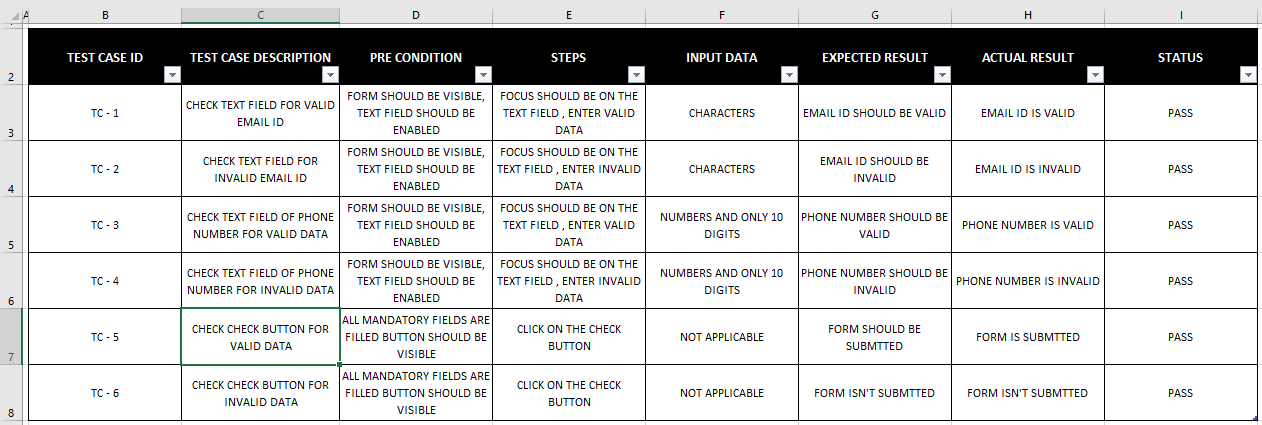 A B C D E F G H I
2 TEST CASE ID TEST CASE DESCRIPTION PRE CONDITION STEPS INPUT DATA EXPECTED RESULT ACTUAL RESULT STATUS
3
TC - 1
CHECK TEXT FIELD FOR VALID
EMAIL ID
FORM SHOULD BE VISIBLE,
TEXT FIELD SHOULD BE
ENABLED
FOCUS SHOULD BE ON THE
TEXT FIELD , ENTER VALID
DATA
CHARACTERS
EMAIL ID SHOULD BE VALID
EMAIL ID IS VALID
PASS
4
TC - 2
CHECK TEXT FIELD FOR
INVALID EMAIL ID
FORM SHOULD BE VISIBLE,
TEXT FIELD SHOULD BE
ENABLED
FOCUS SHOULD BE ON THE
TEXT FIELD , ENTER INVALID
DATA
CHARACTERS
EMAIL ID SHOULD BE
INVALID
EMAIL ID IS INVALID
PASS
5
TC - 3
CHECK TEXT FIELD OF PHONE
NUMBER FOR VALID DATA
FORM SHOULD BE VISIBLE,
TEXT FIELD SHOULD BE
ENABLED
FOCUS SHOULD BE ON THE
TEXT FIELD , ENTER VALID
DATA
NUMBERS AND ONLY 10
DIGITS
PHONE NUMBER SHOULD BE
VALID
PHONE NUMBER IS VALID
PASS
6
TC - 4
CHECK TEXT FIELD OF PHONE
NUMBER FOR INVALID DATA
FORM SHOULD BE VISIBLE,
TEXT FIELD SHOULD BE
ENABLED
FOCUS SHOULD BE ON THE
TEXT FIELD , ENTER INVALID
DATA
NUMBERS AND ONLY 10
DIGITS
PHONE NUMBER SHOULD BE
INVALID
PHONE NUMBER IS INVALID
PASS
7
TC - 5
CHECK CHECK BUTTON FOR
VALID DATA
ALL MANDATORY FIELDS ARE
FILLED BUTTON SHOULD BE
VISIBLE
CLICK ON THE CHECK
BUTTON
NOT APPLICABLE
FORM SHOULD BE
SUBMTTED
FORM IS SUBMTTED
PASS
8
TC - 6
CHECK CHECK BUTTON FOR
INVALID DATA
ALL MANDATORY FIELDS ARE
FILLED BUTTON SHOULD BE
VISIBLE
CLICK ON THE CHECK
BUTTON
NOT APPLICABLE
FORM ISN'T SUBMTTED
FORM ISN'T SUBMTTED
PASS